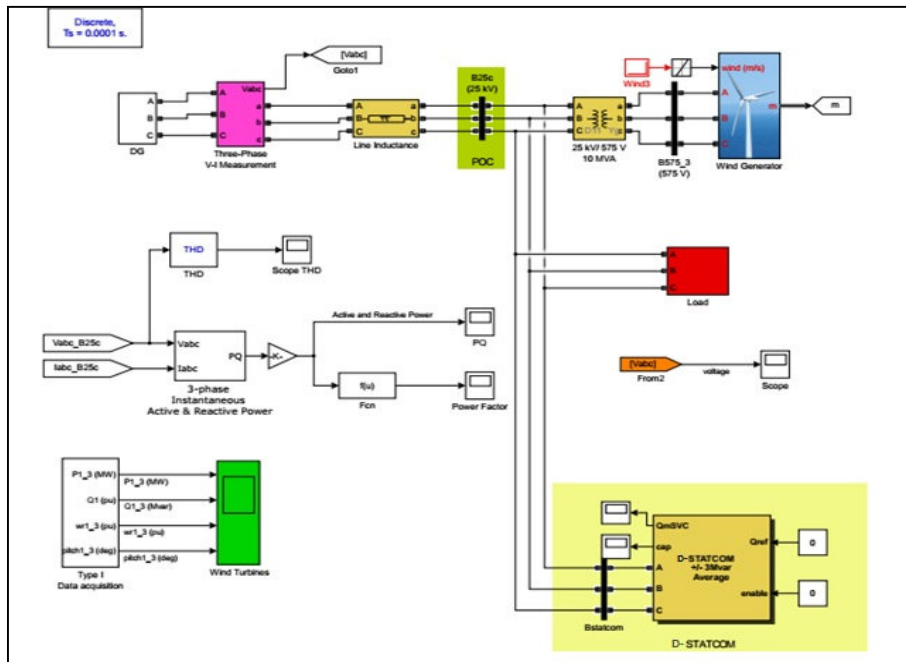 Discrete,
Ts = 0.0001 s.
[Vabc]
Goto1
A
B
C
DG
Vabc
A
B
C
a
b
c
Three-Phase
V-I Measurement
A
B
C
a
b
c
Line Inductance
B25c
(25 kV)
POC
A
B
C
a
b
c
25 kV/ 575 V
10 MVA
Wind3
B575_3
(575 V)
wind (m/s)
A
B
C
m
Wind Generator
m
THD
THD
Scope THD
Vabc_B25c
Iabc_B25c
Vabc
Iabc
PQ
3-phase
Instantaneous
Active & Reactive Power
-K-
Active and Reactive Power
PQ
f(u)
Fcn
Power Factor
A
B
C
Load
[Vabc]
From2
voltage
Scope
P1_3 (MW)
Q1 (pu)
wr1_3 (pu)
pitch1_3 (deg)
Type I
Data acquisition
P1_3 (MW)
Q1_3 (Mvar)
wr1_3 (pu)
pitch1_3 (deg)
Wind Turbines
QmSVC
cap
A
B
C
D-STATCOM
+/- 3Mvar
Average
Qref
enable
0
0
Bstatcom
D- STATCOM